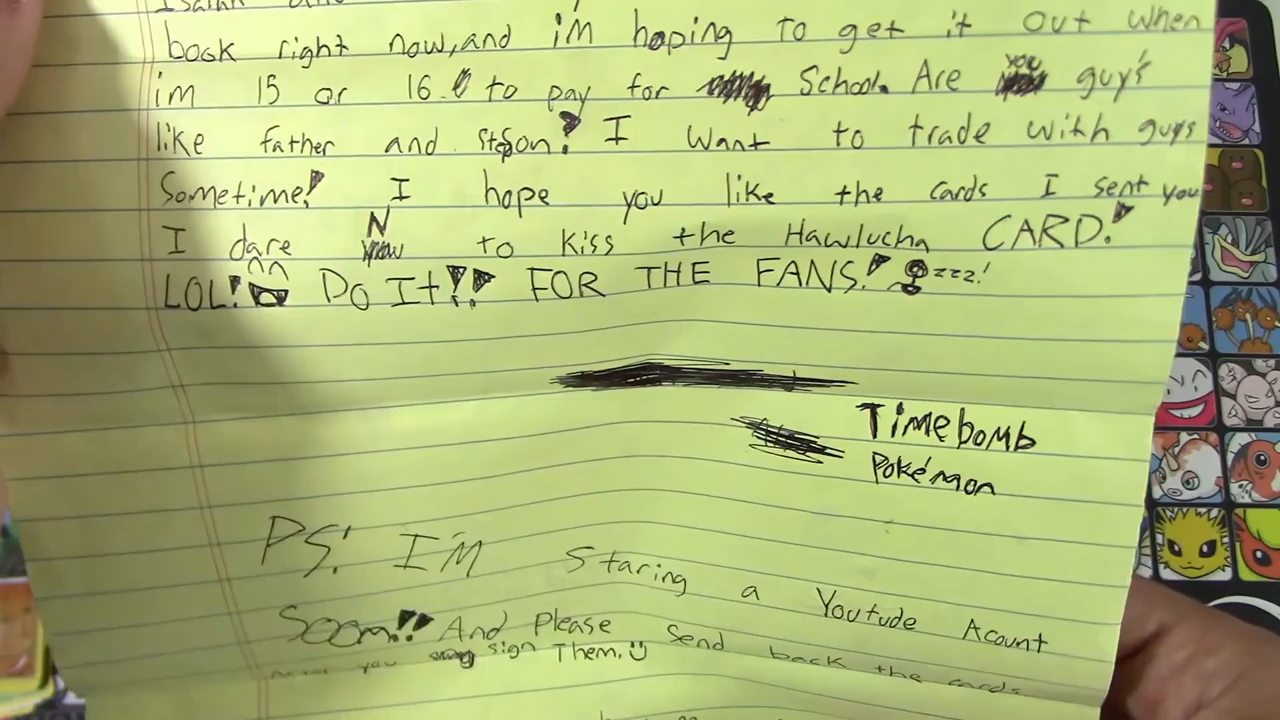 Isaiah and
book right now, and i'm hoping to get it out when
im 15 or 16. to pay for School. Are you guy's
like father and son? I want to trade with guys
Sometime! I hope you like the cards I sent you
I dare N to kiss the Hawlucha CARD!
LOL! DO It!! FOR THE FANS! zzz!
Timebomb
Pokémon
PS! I'M Staring a Youtude Acount
Soon!! And Please Send back the cards
you sign Them.